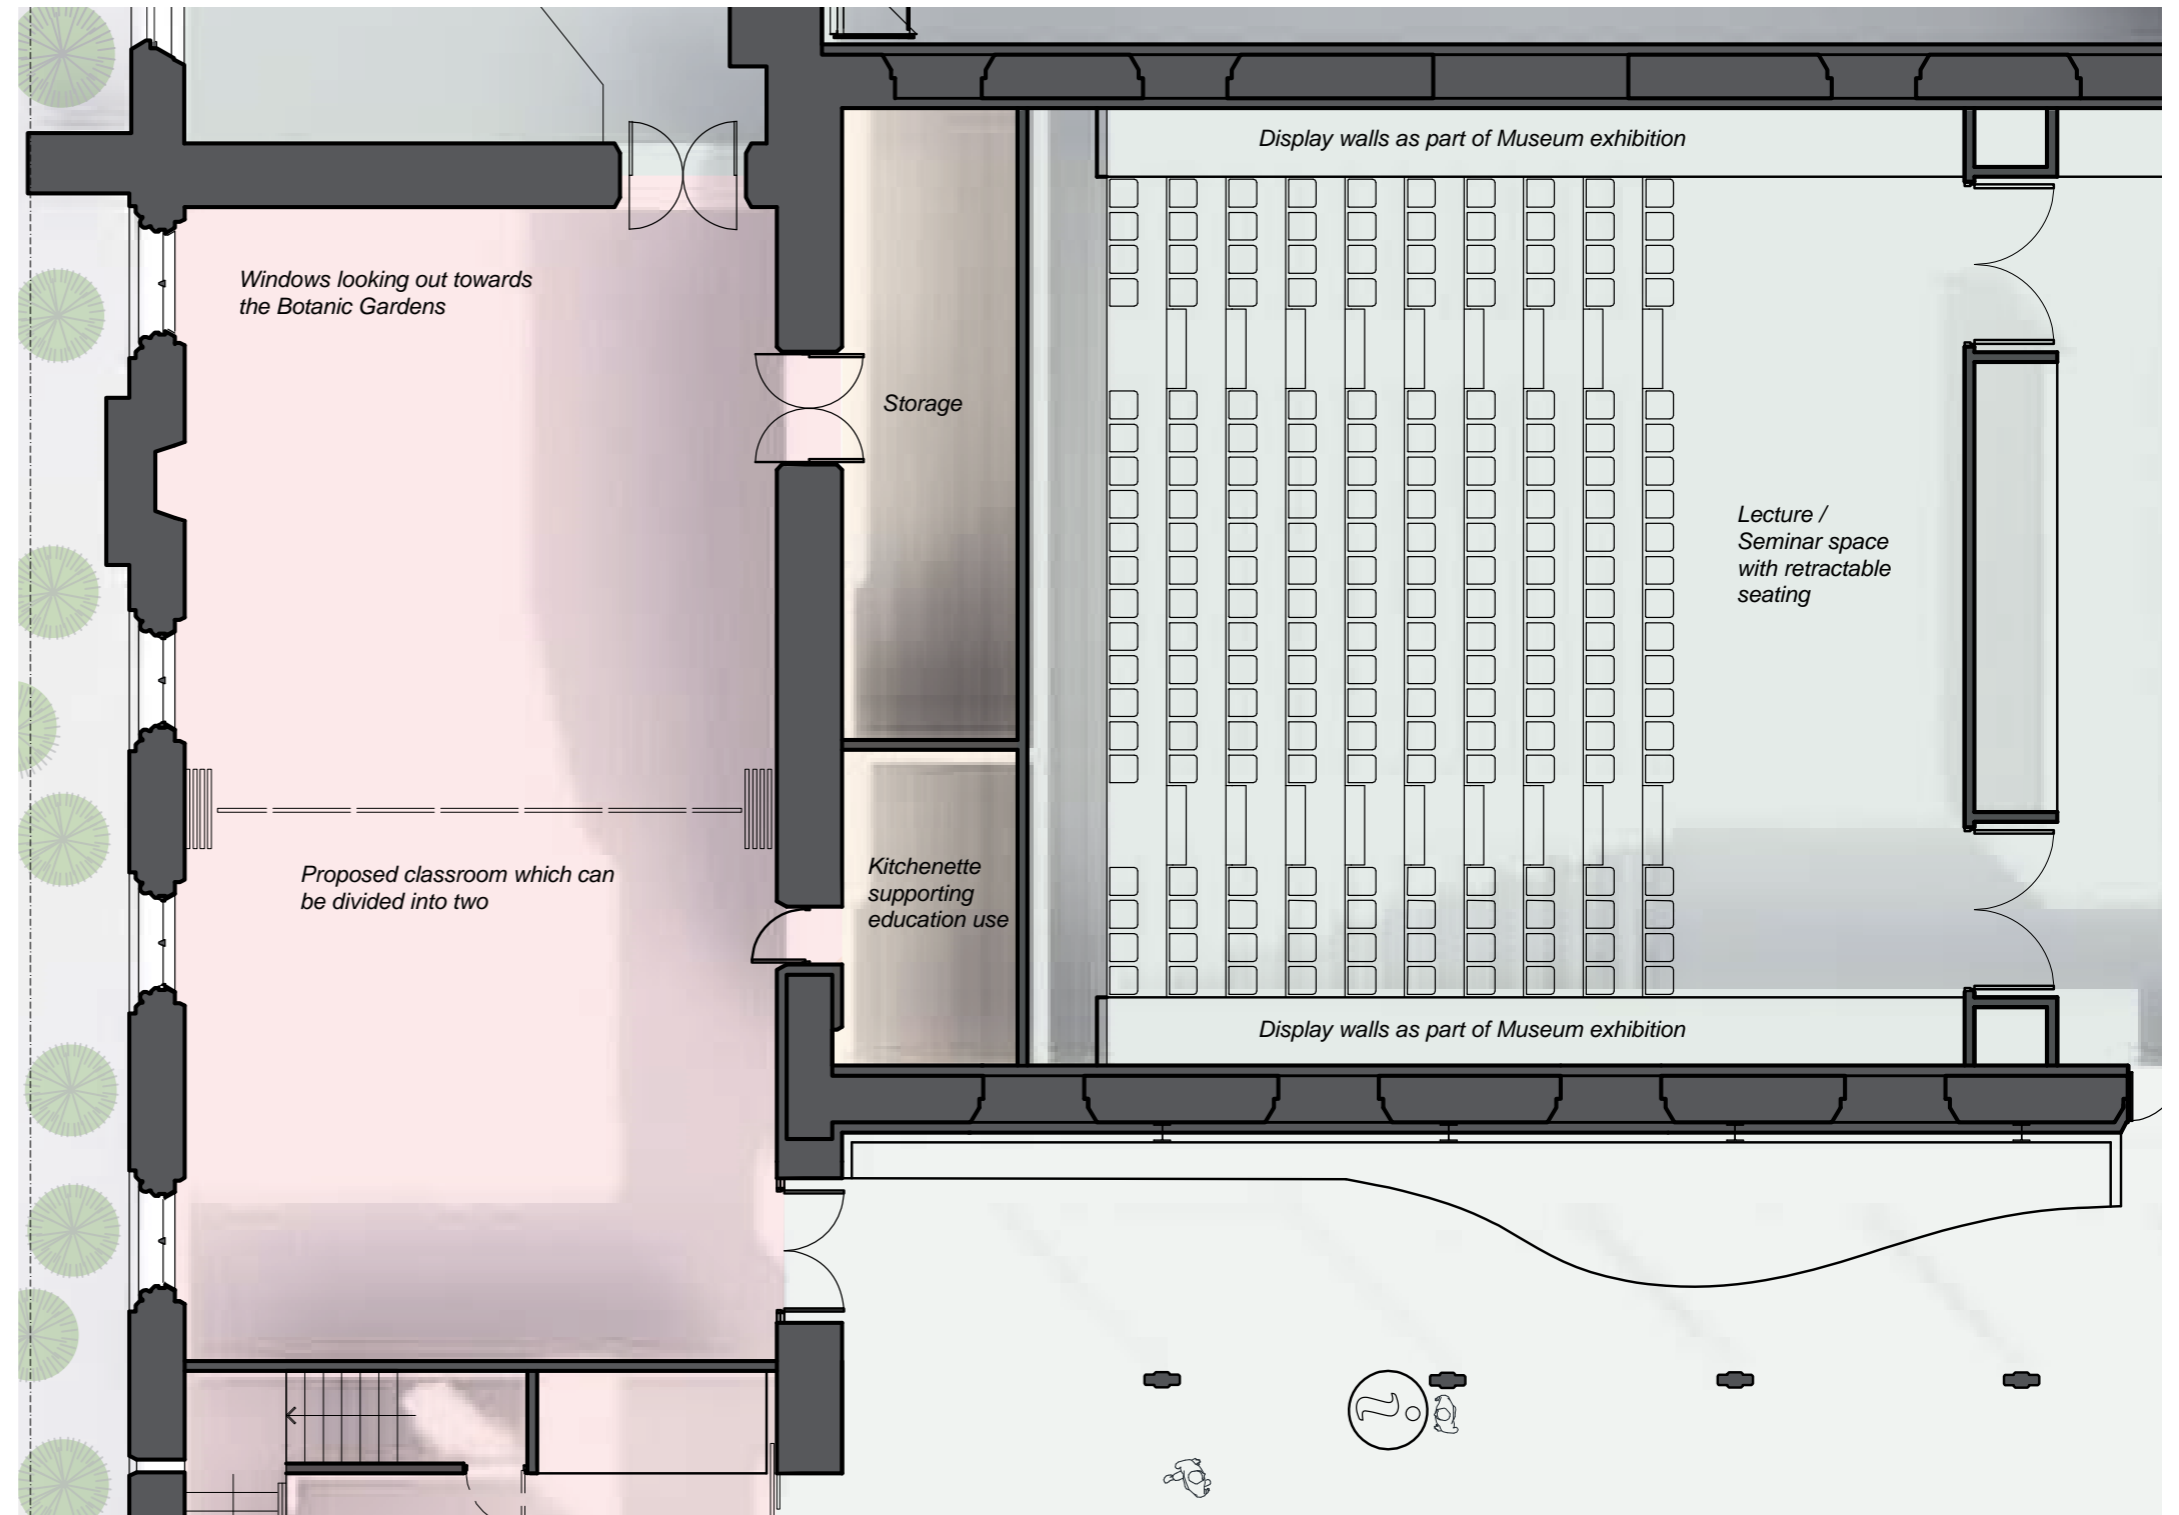 Display walls as part of Museum exhibition
Windows looking out towards
the Botanic Gardens
Storage
Lecture /
Seminar space
with retractable
seating
Kitchenette
supporting
education use
Proposed classroom which can
be divided into two
Display walls as part of Museum exhibition
i